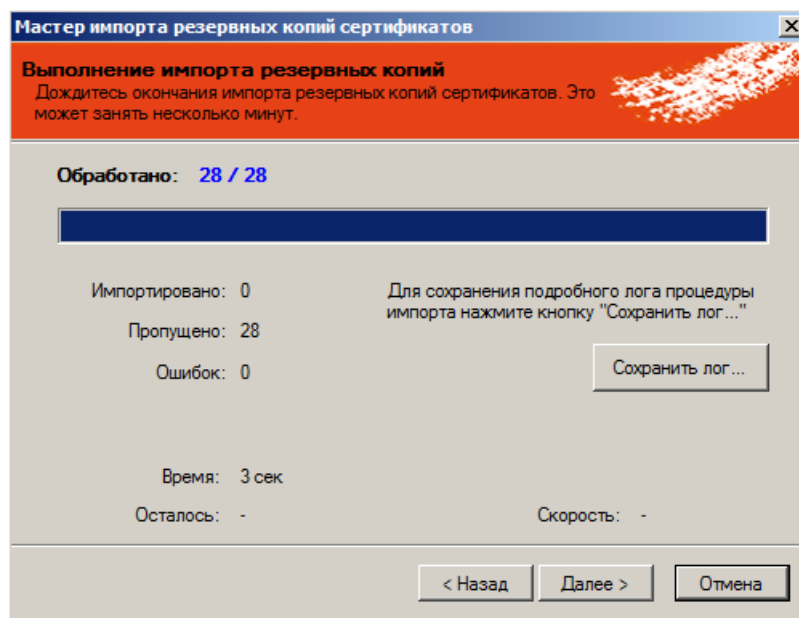 Мастер импорта резервных копий сертификатов
Выполнение импорта резервных копий
Дождитесь окончания импорта резервных копий сертификатов. Это
может занять несколько минут.
Обработано: 28 / 28
Импортировано: 0
Для сохранения подробного лога процедуры
импорта нажмите кнопку "Сохранить лог..."
Пропущено: 28
Ошибок: 0
Сохранить лог...
Время: 3 сек
Осталось: -
Скорость: -
< Назад
Далее >
Отмена